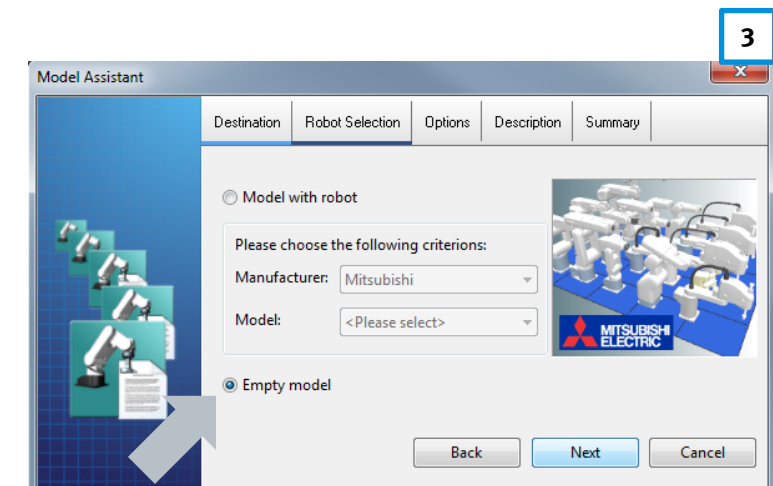 3
Model Assistant
Destination Robot Selection Options Description Summary
Model with robot
Please choose the following criterions:
Manufacturer: Mitsubishi
Model: <Please select>
MITSUBISHI
ELECTRIC
Empty model
Back Next Cancel